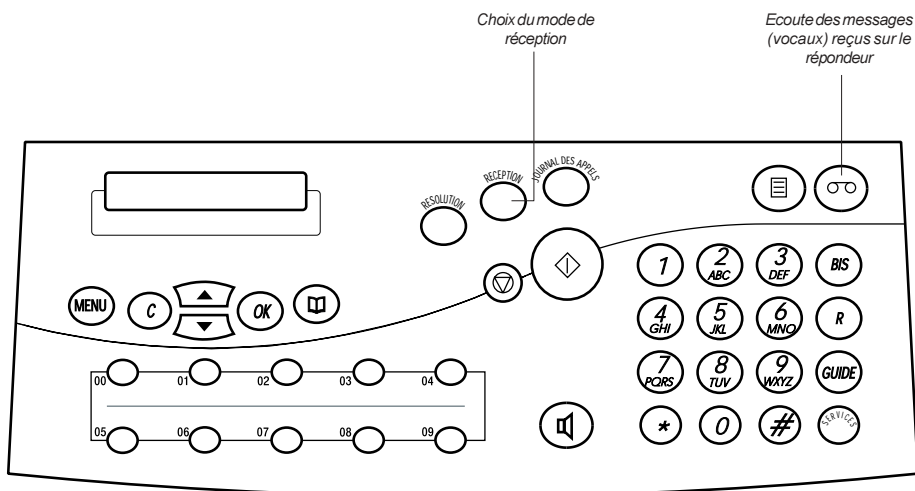 Choix du mode de
réception
Ecoute des messages
(vocaux) reçus sur le
répondeur
RESOLUTION
RECEPTION
JOURNAL DES APPELS
MENU
C
OK
1
2
ABC
3
DEF
BIS
4
GHI
5
JKL
6
MNO
R
7
PQRS
8
TUV
9
WXYZ
GUIDE
*
0
#
SERVICES
00
01
02
03
04
05
06
07
08
09